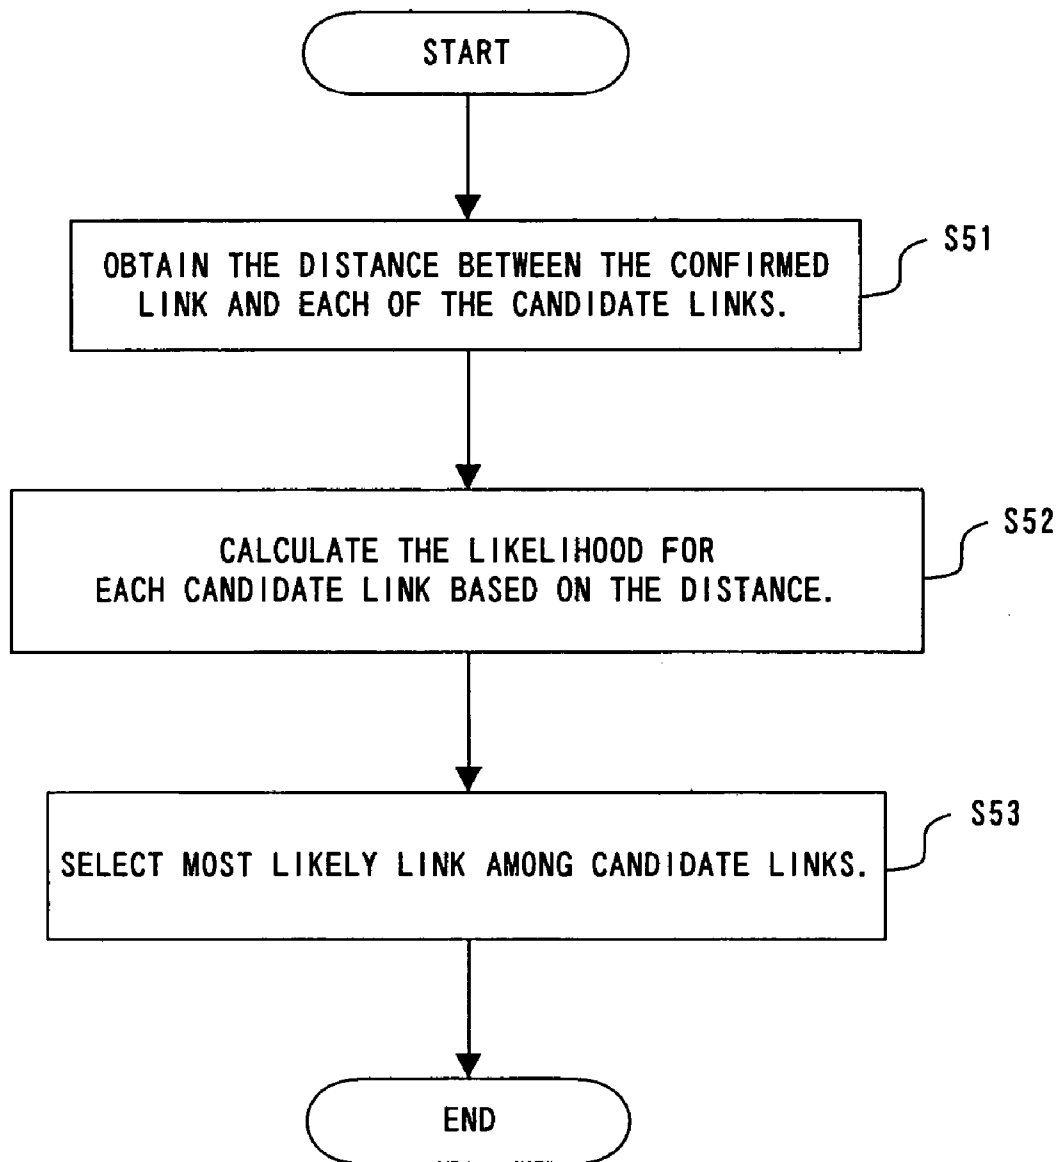 START
OBTAIN THE DISTANCE BETWEEN THE CONFIRMED
LINK AND EACH OF THE CANDIDATE LINKS.
S51
CALCULATE THE LIKELIHOOD FOR
EACH CANDIDATE LINK BASED ON THE DISTANCE.
S52
SELECT MOST LIKELY LINK AMONG CANDIDATE LINKS.
S53
END